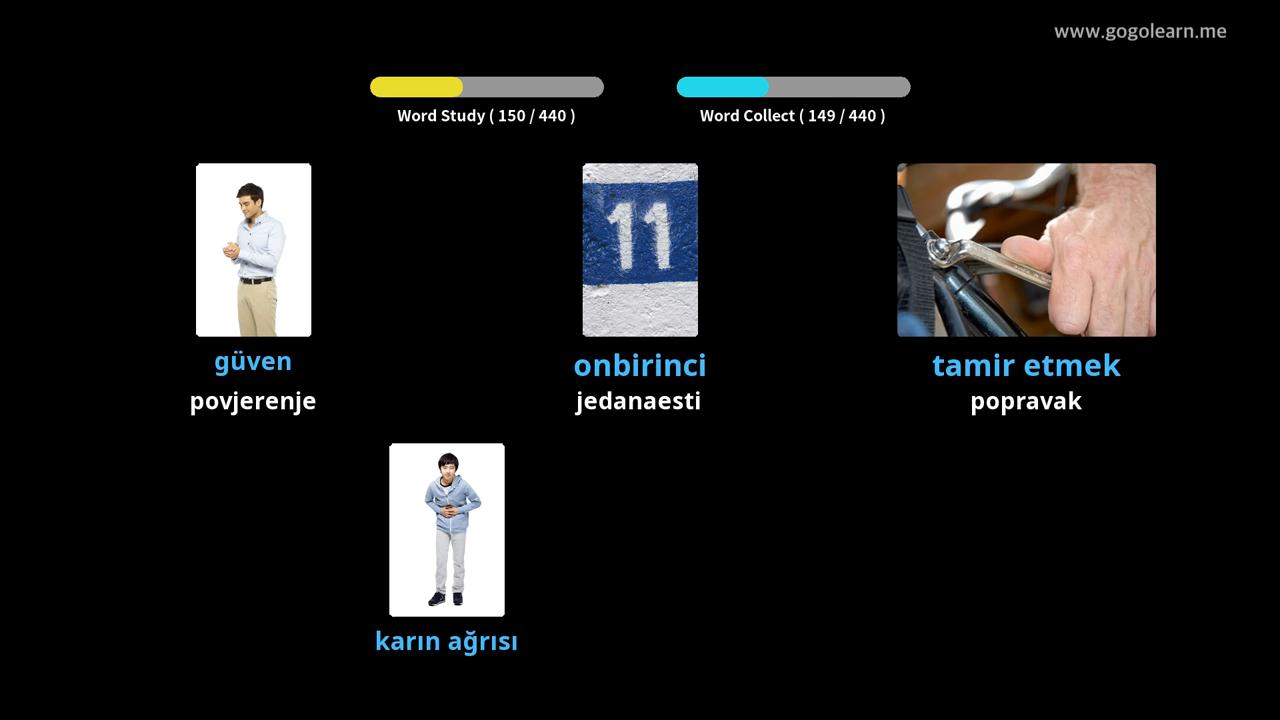 www.gogolearn.me
Word Study ( 150 / 440 )
Word Collect ( 149 / 440 )
11
güven
povjerenje
onbirinci
jedanaesti
tamir etmek
popravak
karın ağrısı